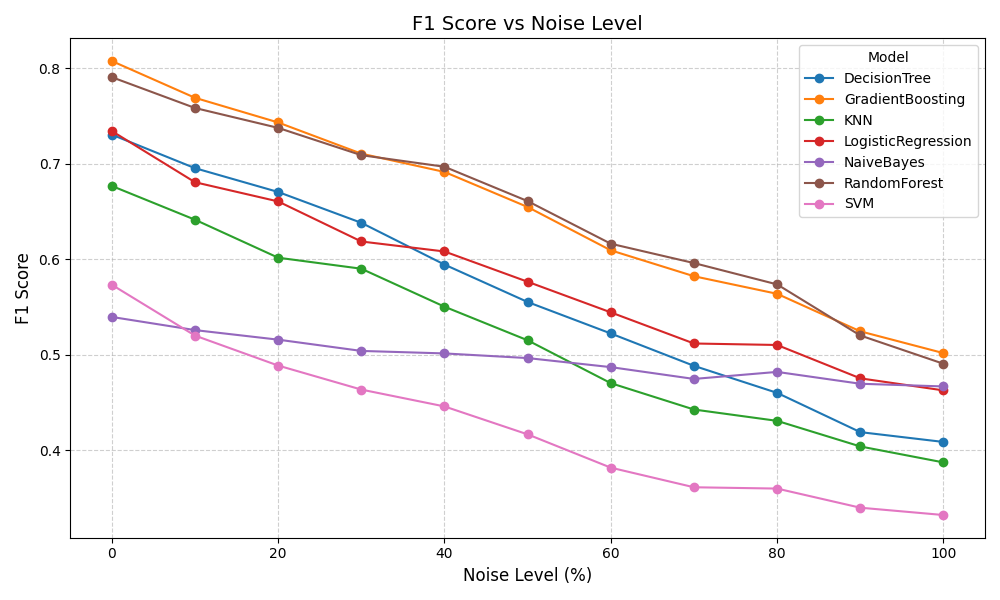 F1 Score vs Noise Level
Model
DecisionTree
GradientBoosting
KNN
LogisticRegression
NaiveBayes
RandomForest
SVM
F1 Score
0.8
0.7
0.6
0.5
0.4
0 20 40 60 80 100
Noise Level (%)